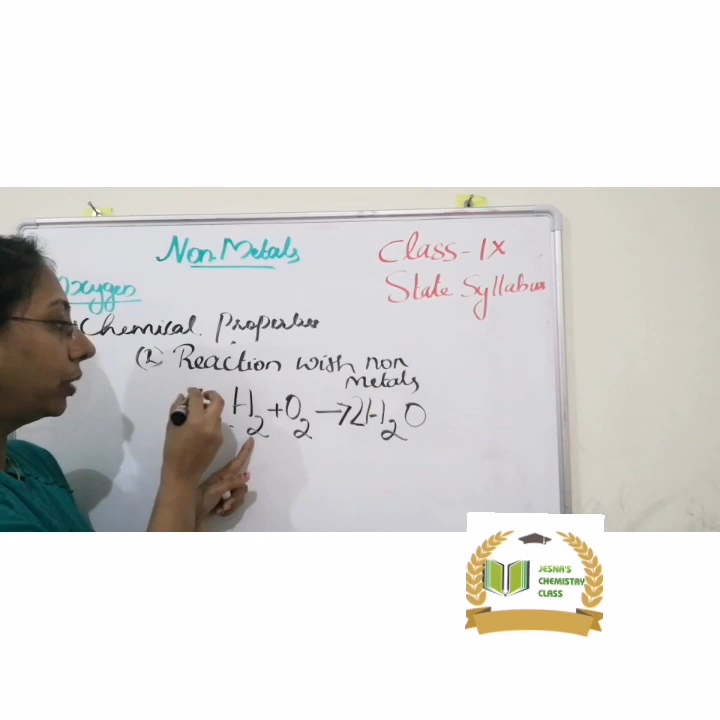 Non Metals
Class-IX
State Syllabus
Oxygen
Chemical Properties
(1) Reaction with non
metals
H2+O2→2H2O
JESNA'S
CHEMISTRY
CLASS